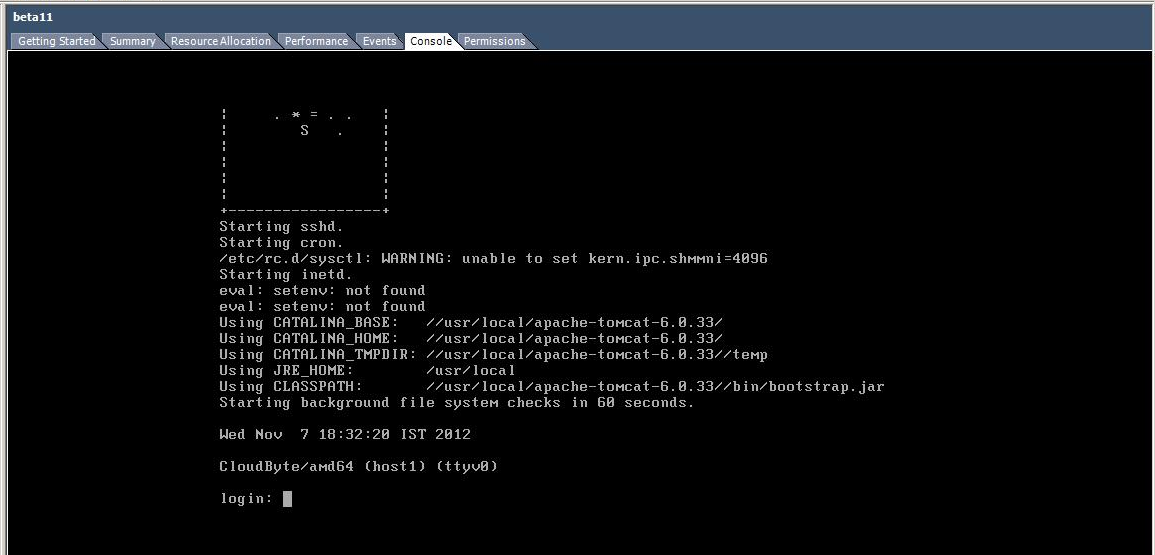 beta11
Getting Started Summary Resource Allocation Performance Events Console Permissions
¦     . * = . .   ¦
¦        S   .    ¦
¦                 ¦
¦                 ¦
¦                 ¦
¦                 ¦
+-----------------+
Starting sshd.
Starting cron.
/etc/rc.d/sysctl: WARNING: unable to set kern.ipc.shmmni=4096
Starting inetd.
eval: setenv: not found
eval: setenv: not found
Using CATALINA_BASE:   //usr/local/apache-tomcat-6.0.33/
Using CATALINA_HOME:   //usr/local/apache-tomcat-6.0.33/
Using CATALINA_TMPDIR: //usr/local/apache-tomcat-6.0.33//temp
Using JRE_HOME:        /usr/local
Using CLASSPATH:       //usr/local/apache-tomcat-6.0.33//bin/bootstrap.jar
Starting background file system checks in 60 seconds.
Wed Nov  7 18:32:20 IST 2012
CloudByte/amd64 (host1) (ttyv0)
login: